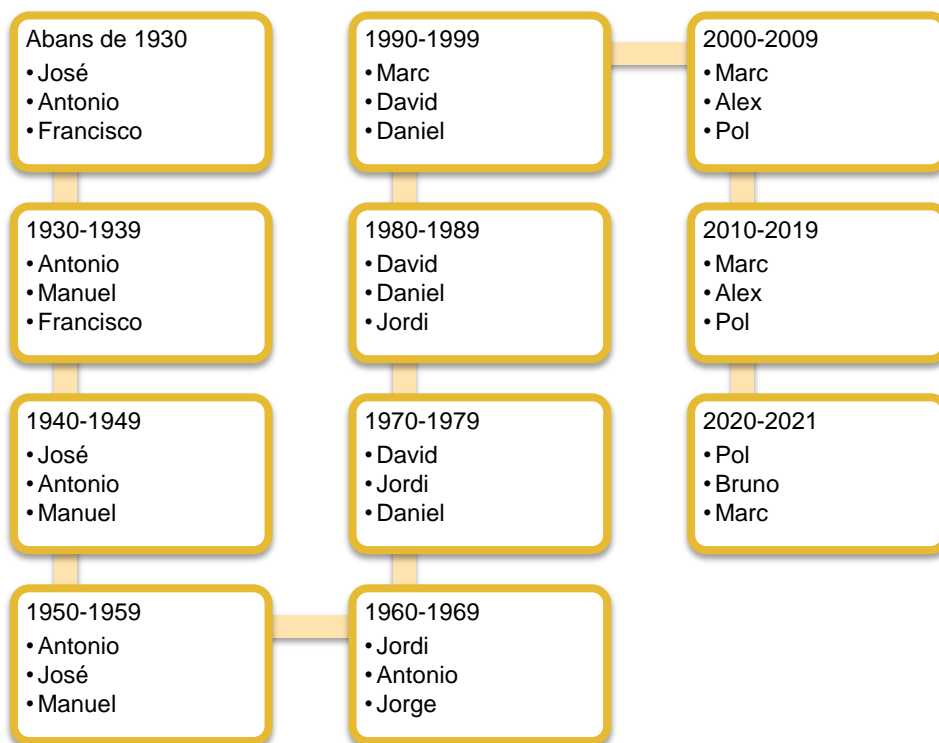 Abans de 1930
• José
• Antonio
• Francisco
1930-1939
• Antonio
• Manuel
• Francisco
1940-1949
• José
• Antonio
• Manuel
1950-1959
• Antonio
• José
• Manuel
1960-1969
• Jordi
• Antonio
• Jorge
1970-1979
• David
• Jordi
• Daniel
1980-1989
• David
• Daniel
• Jordi
1990-1999
• Marc
• David
• Daniel
2000-2009
• Marc
• Alex
• Pol
2010-2019
• Marc
• Alex
• Pol
2020-2021
• Pol
• Bruno
• Marc